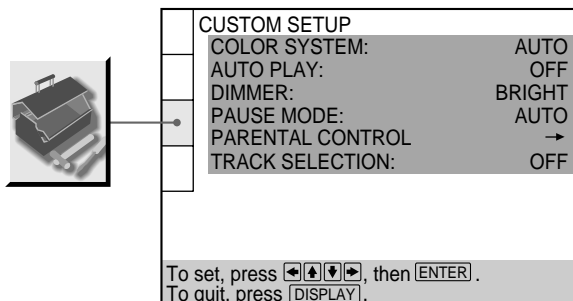 CUSTOM SETUP
COLOR SYSTEM: AUTO
AUTO PLAY: OFF
DIMMER: BRIGHT
PAUSE MODE: AUTO
PARENTAL CONTROL →
TRACK SELECTION: OFF
To set, press ←↑↓→, then ENTER.
To quit, press DISPLAY.